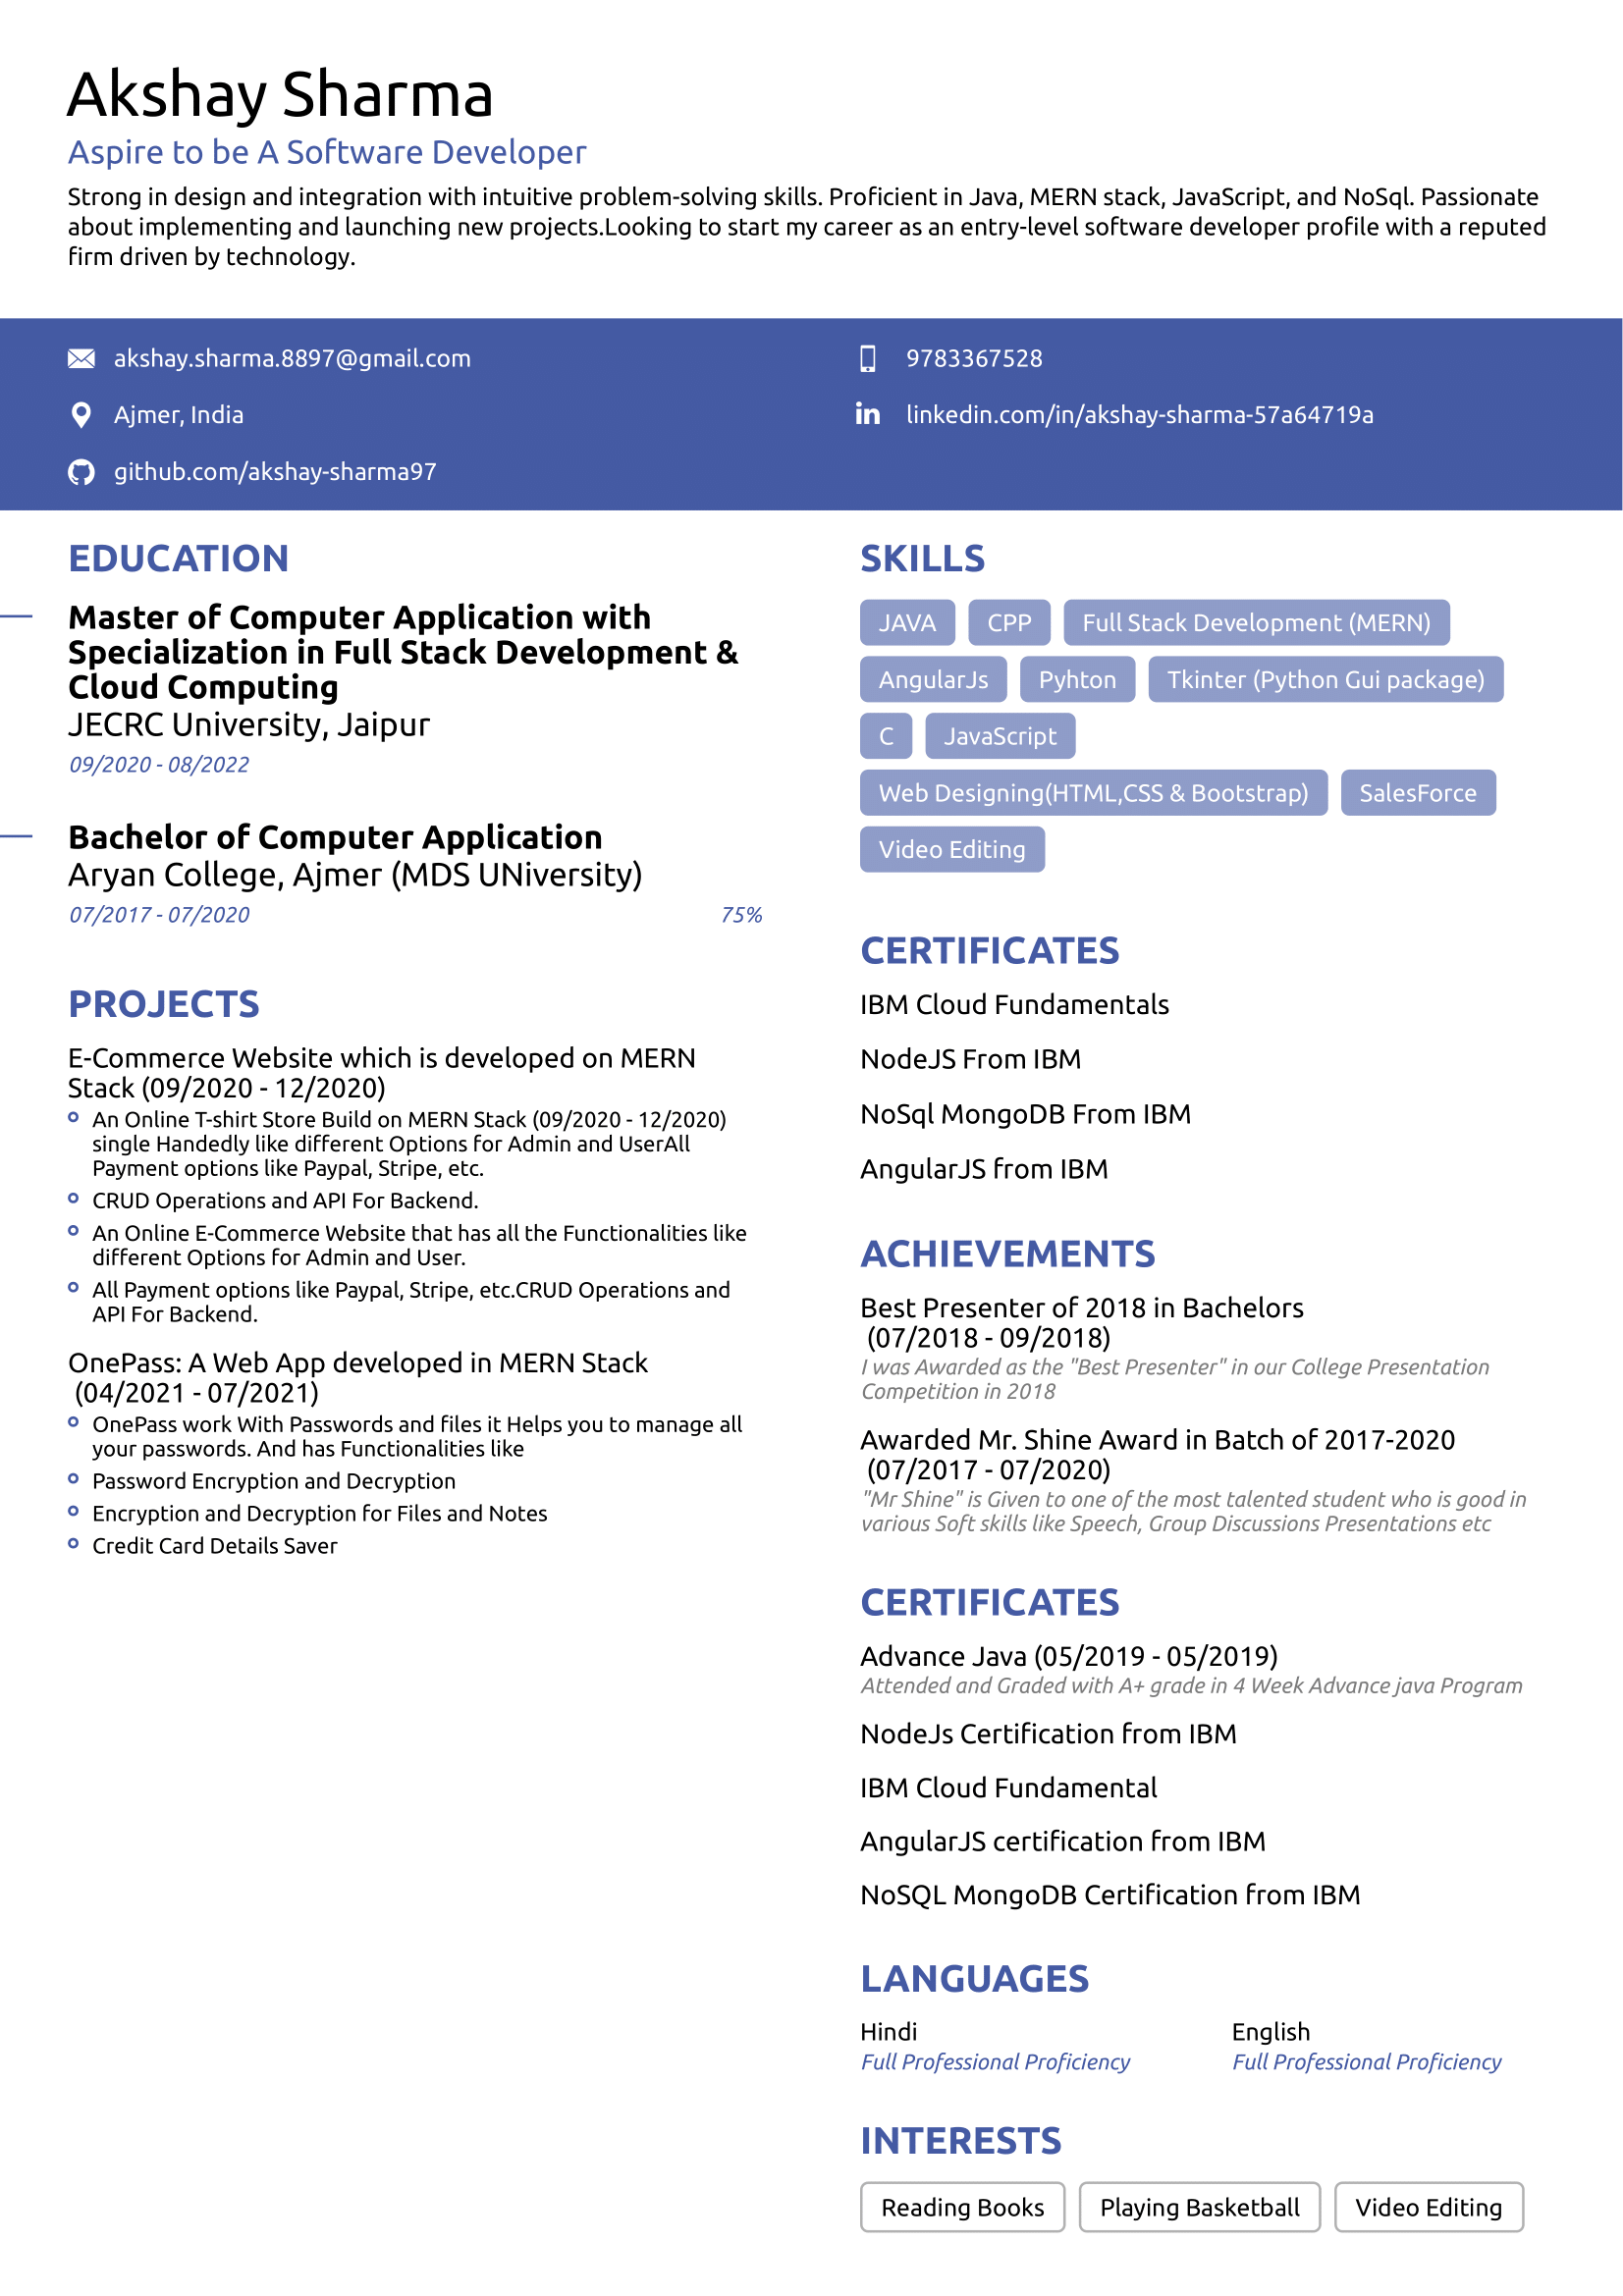 Akshay Sharma
Aspire to be A Software Developer
Strong in design and integration with intuitive problem-solving skills. Proficient in Java, MERN stack, JavaScript, and NoSql. Passionate
about implementing and launching new projects.Looking to start my career as an entry-level software developer profile with a reputed
firm driven by technology.
akshay.sharma.8897@gmail.com
9783367528
Ajmer, India
linkedin.com/in/akshay-sharma-57a64719a
github.com/akshay-sharma97
EDUCATION
Master of Computer Application with
Specialization in Full Stack Development &
Cloud Computing
JECRC University, Jaipur
09/2020 - 08/2022
Bachelor of Computer Application
Aryan College, Ajmer (MDS UNiversity)
07/2017 - 07/2020 75%
PROJECTS
E-Commerce Website which is developed on MERN
Stack (09/2020 - 12/2020)
An Online T-shirt Store Build on MERN Stack (09/2020 - 12/2020)
single Handedly like different Options for Admin and UserAll
Payment options like Paypal, Stripe, etc.
CRUD Operations and API For Backend.
An Online E-Commerce Website that has all the Functionalities like
different Options for Admin and User.
All Payment options like Paypal, Stripe, etc.CRUD Operations and
API For Backend.
OnePass: A Web App developed in MERN Stack
(04/2021 - 07/2021)
OnePass work With Passwords and files it Helps you to manage all
your passwords. And has Functionalities like
Password Encryption and Decryption
Encryption and Decryption for Files and Notes
Credit Card Details Saver
SKILLS
JAVA CPP Full Stack Development (MERN)
AngularJs Pyhton Tkinter (Python Gui package)
C JavaScript
Web Designing(HTML,CSS & Bootstrap) SalesForce
Video Editing
CERTIFICATES
IBM Cloud Fundamentals
NodeJS From IBM
NoSql MongoDB From IBM
AngularJS from IBM
ACHIEVEMENTS
Best Presenter of 2018 in Bachelors
(07/2018 - 09/2018)
I was Awarded as the "Best Presenter" in our College Presentation
Competition in 2018
Awarded Mr. Shine Award in Batch of 2017-2020
(07/2017 - 07/2020)
"Mr Shine" is Given to one of the most talented student who is good in
various Soft skills like Speech, Group Discussions Presentations etc
CERTIFICATES
Advance Java (05/2019 - 05/2019)
Attended and Graded with A+ grade in 4 Week Advance java Program
NodeJs Certification from IBM
IBM Cloud Fundamental
AngularJS certification from IBM
NoSQL MongoDB Certification from IBM
LANGUAGES
Hindi English
Full Professional Proficiency Full Professional Proficiency
INTERESTS
Reading Books Playing Basketball Video Editing